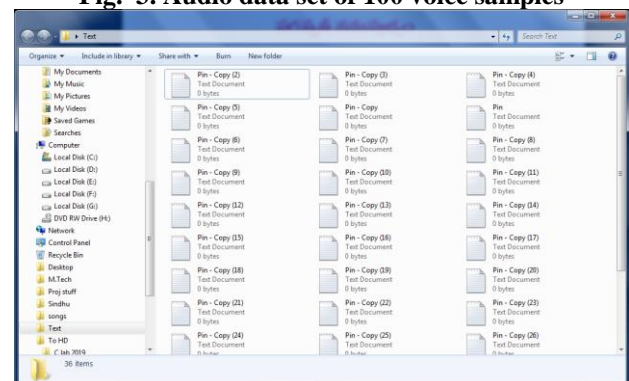 Fig. 3. Audio data set of 100 voice samples
Text
Search Text
Organize
Include in library
Share with
Burn
New folder
My Documents
My Music
My Pictures
My Videos
Saved Games
Searches
Computer
Local Disk (C:)
Local Disk (D:)
Local Disk (E:)
Local Disk (F:)
Local Disk (G:)
DVD RW Drive (H:)
Network
Control Panel
Recycle Bin
Desktop
M.Tech
Proj stuff
Sindhu
songs
Text
To HD
C lab 2019
Pin - Copy (2)
Text Document
0 bytes
Pin - Copy (3)
Text Document
0 bytes
Pin - Copy (4)
Text Document
0 bytes
Pin - Copy (5)
Text Document
0 bytes
Pin - Copy
Text Document
0 bytes
Pin
Text Document
0 bytes
Pin - Copy (6)
Text Document
0 bytes
Pin - Copy (7)
Text Document
0 bytes
Pin - Copy (8)
Text Document
0 bytes
Pin - Copy (9)
Text Document
0 bytes
Pin - Copy (10)
Text Document
0 bytes
Pin - Copy (11)
Text Document
0 bytes
Pin - Copy (12)
Text Document
0 bytes
Pin - Copy (13)
Text Document
0 bytes
Pin - Copy (14)
Text Document
0 bytes
Pin - Copy (15)
Text Document
0 bytes
Pin - Copy (16)
Text Document
0 bytes
Pin - Copy (17)
Text Document
0 bytes
Pin - Copy (18)
Text Document
0 bytes
Pin - Copy (19)
Text Document
0 bytes
Pin - Copy (20)
Text Document
0 bytes
Pin - Copy (21)
Text Document
0 bytes
Pin - Copy (22)
Text Document
0 bytes
Pin - Copy (23)
Text Document
0 bytes
Pin - Copy (24)
Text Document
0 bytes
Pin - Copy (25)
Text Document
0 bytes
Pin - Copy (26)
Text Document
0 bytes
36 items